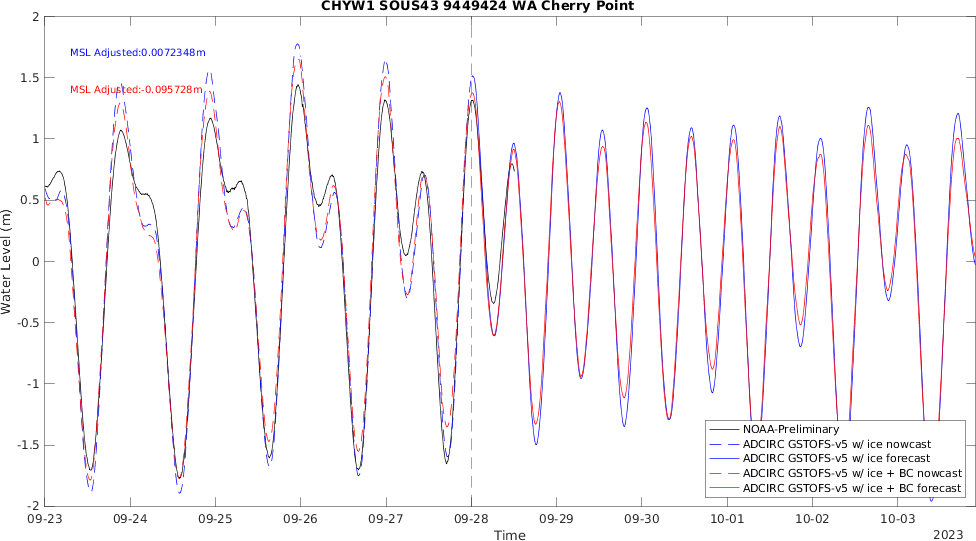 CHYW1 SOUS43 9449424 WA Cherry Point
2
1.5
1
0.5
0
-0.5
-1
-1.5
-2
Water Level (m)
MSL Adjusted:0.0072348m
MSL Adjusted:-0.095728m
NOAA-Preliminary
ADCIRC GSTOFS-v5 w/ ice nowcast
ADCIRC GSTOFS-v5 w/ ice forecast
ADCIRC GSTOFS-v5 w/ice + BC nowcast
ADCIRC GSTOFS-v5 w/ ice + BC forecast
09-23 09-24 09-25 09-26 09-27 09-28 09-29 09-30 10-01 10-02 10-03
Time
2023